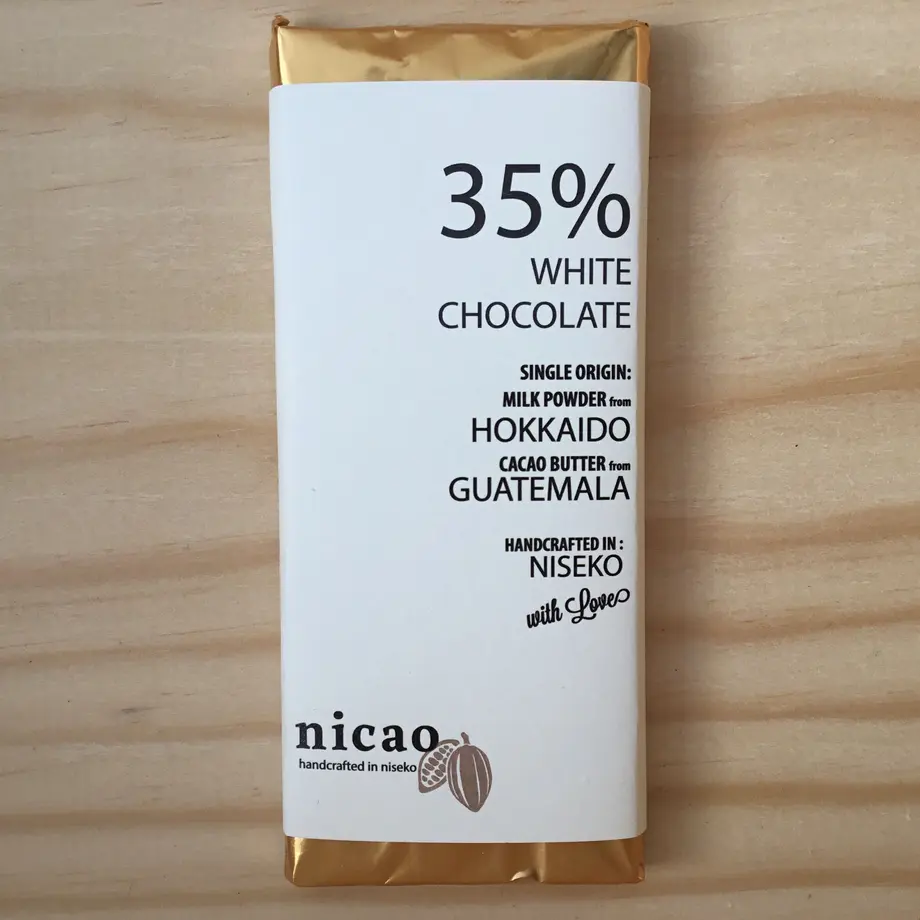 35%
WHITE
CHOCOLATE
SINGLE ORIGIN:
MILK POWDER from
HOKKAIDO
CACAO BUTTER from
GUATEMALA
HANDCRAFTED IN :
NISEKO
with Love
nicao
handcrafted in niseko